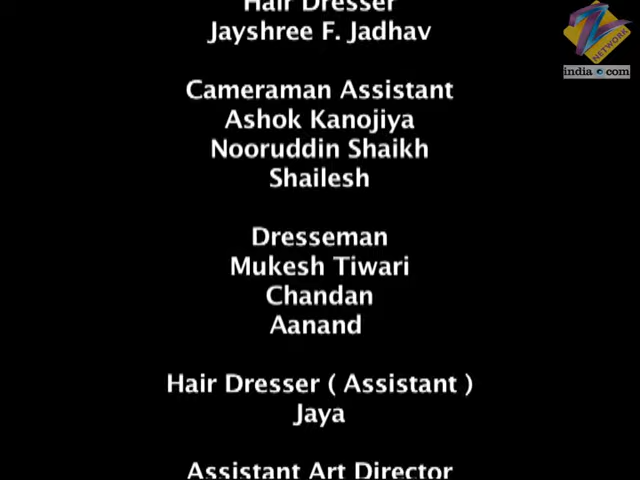 Hair Dresser
Jayshree F. Jadhav
Cameraman Assistant
Ashok Kanojiya
Nooruddin Shaikh
Shailesh
Dresseman
Mukesh Tiwari
Chandan
Aanand
Hair Dresser ( Assistant )
Jaya
Assistant Art Director
Z
NETWORK
india.com